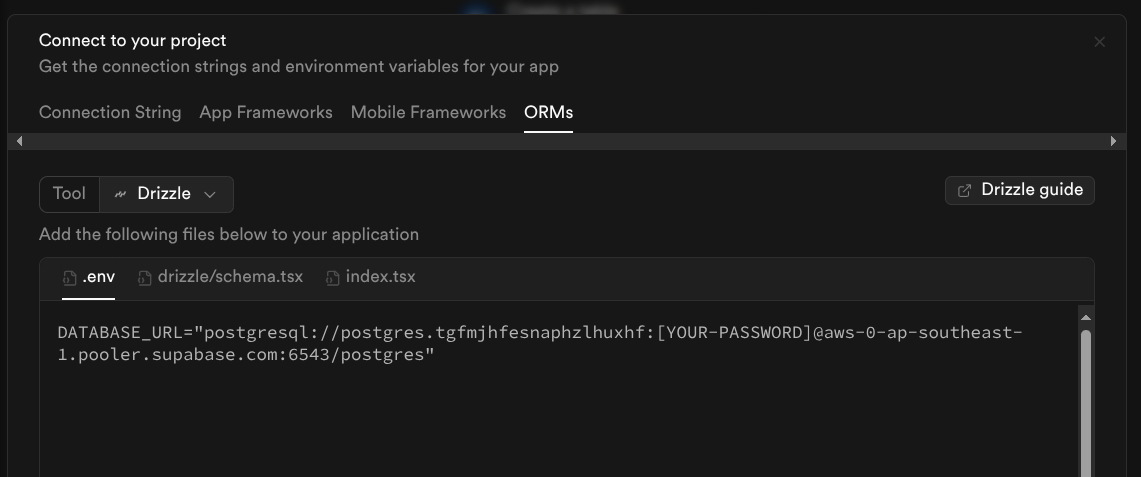 Create a table
Connect to your project
Get the connection strings and environment variables for your app
Connection String App Frameworks Mobile Frameworks ORMs
Tool Drizzle Drizzle guide
Add the following files below to your application
.env drizzle/schema.tsx index.tsx
DATABASE_URL="postgresql://postgres.tgfmjhfesnaphzlhuxhf:[YOUR-PASSWORD]@aws-0-ap-southeast-
1.pooler.supabase.com:6543/postgres"